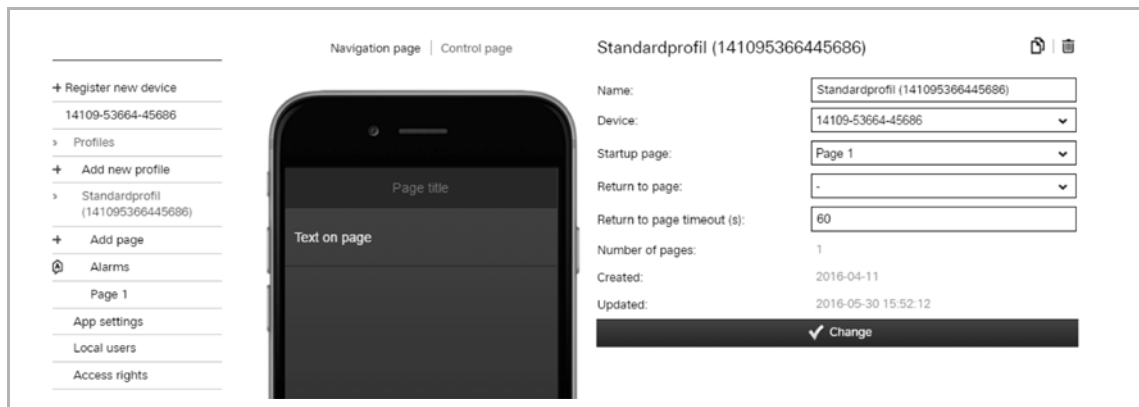 Navigation page | Control page
+ Register new device
14109-53664-45686
› Profiles
+ Add new profile
› Standardprofil
(141095366445686)
+ Add page
Alarms
Page 1
App settings
Local users
Access rights
Page title
Text on page
Standardprofil (141095366445686)
Name: Standardprofil (141095366445686)
Device: 14109-53664-45686
Startup page: Page 1
Return to page: -
Return to page timeout (s): 60
Number of pages: 1
Created: 2016-04-11
Updated: 2016-05-30 15:52:12
Change